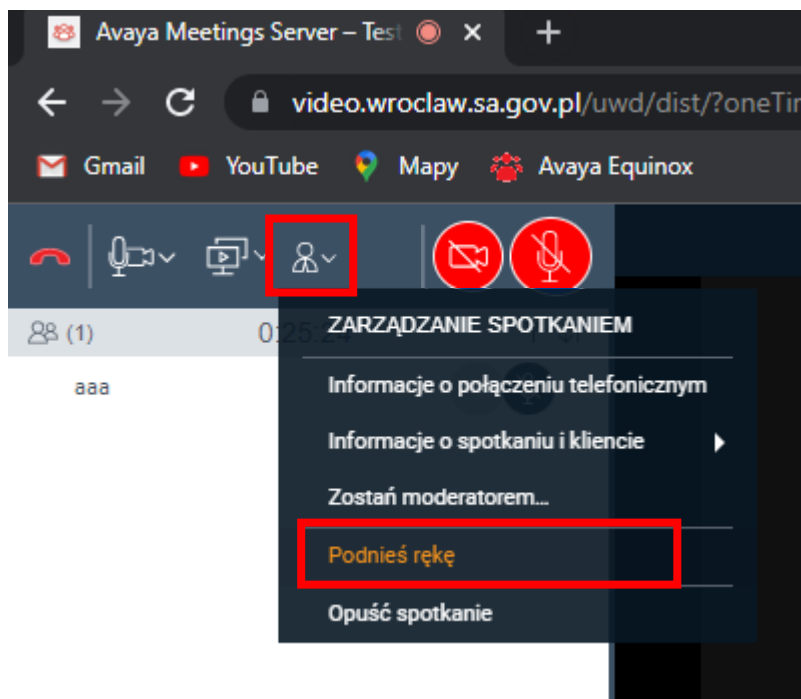 Avaya Meetings Server – Test
video.wroclaw.sa.gov.pl/uwd/dist/?oneTin
Gmail YouTube Mapy Avaya Equinox
(1) 0:25:24
ZARZĄDZANIE SPOTKANIEM
aaa
Informacje o połączeniu telefonicznym
Informacje o spotkaniu i kliencie
Zostań moderatorem...
Podnieś rękę
Opuść spotkanie